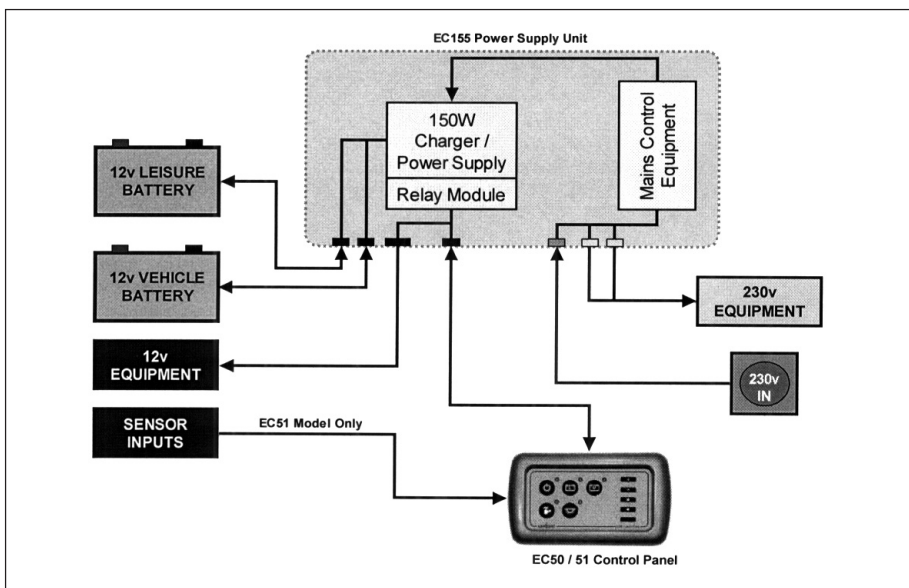 EC155 Power Supply Unit
150W
Charger /
Power Supply
Relay Module
Mains Control
Equipment
12v LEISURE
BATTERY
12v VEHICLE
BATTERY
12v
EQUIPMENT
SENSOR
INPUTS
EC51 Model Only
230v
EQUIPMENT
230v
IN
EC50 / 51 Control Panel